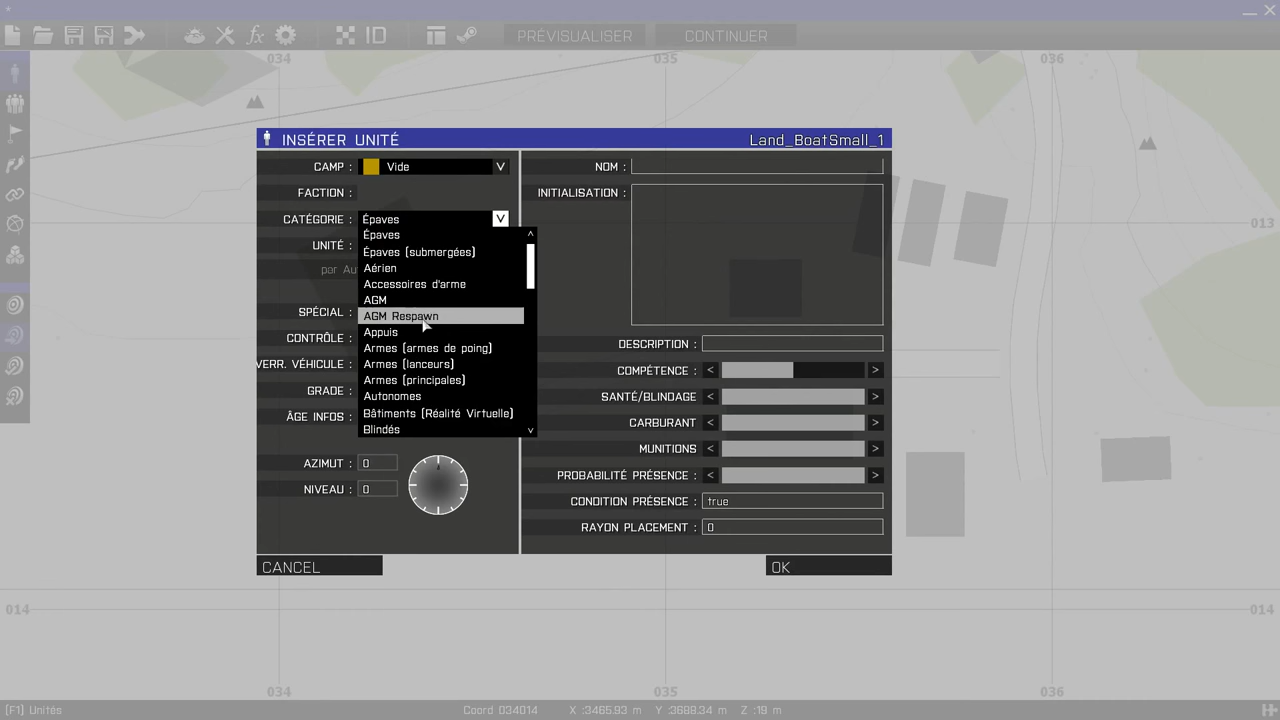 ID
PRÉVISUALISER
CONTINUER
034
035
036
INSÉRER UNITÉ
Land_BoatSmall_1
CAMP :
Vide
NOM :
FACTION :
INITIALISATION :
CATÉGORIE :
Épaves
013
UNITÉ :
Épaves
Épaves (submergées)
Aérien
Accessoires d'arme
AGM
AGM Respawn
Appuis
Armes (armes de poing)
Armes (lanceurs)
Armes (principales)
Autonomes
Bâtiments (Réalité Virtuelle)
Blindés
por Au
SPÉCIAL :
CONTRÔLE :
VERR. VÉHICULE :
GRADE :
ÂGE INFOS :
AZIMUT :
0
NIVEAU :
0
DESCRIPTION :
COMPÉTENCE :
SANTÉ/BLINDAGE
CARBURANT
MUNITIONS
PROBABILITÉ PRÉSENCE :
CONDITION PRÉSENCE :
true
RAYON PLACEMENT :
0
CANCEL
OK
014
014
034
035
036
(F1) Unités
Coord 034014
X :3465.93 m
Y :3688.34 m
Z :19 m